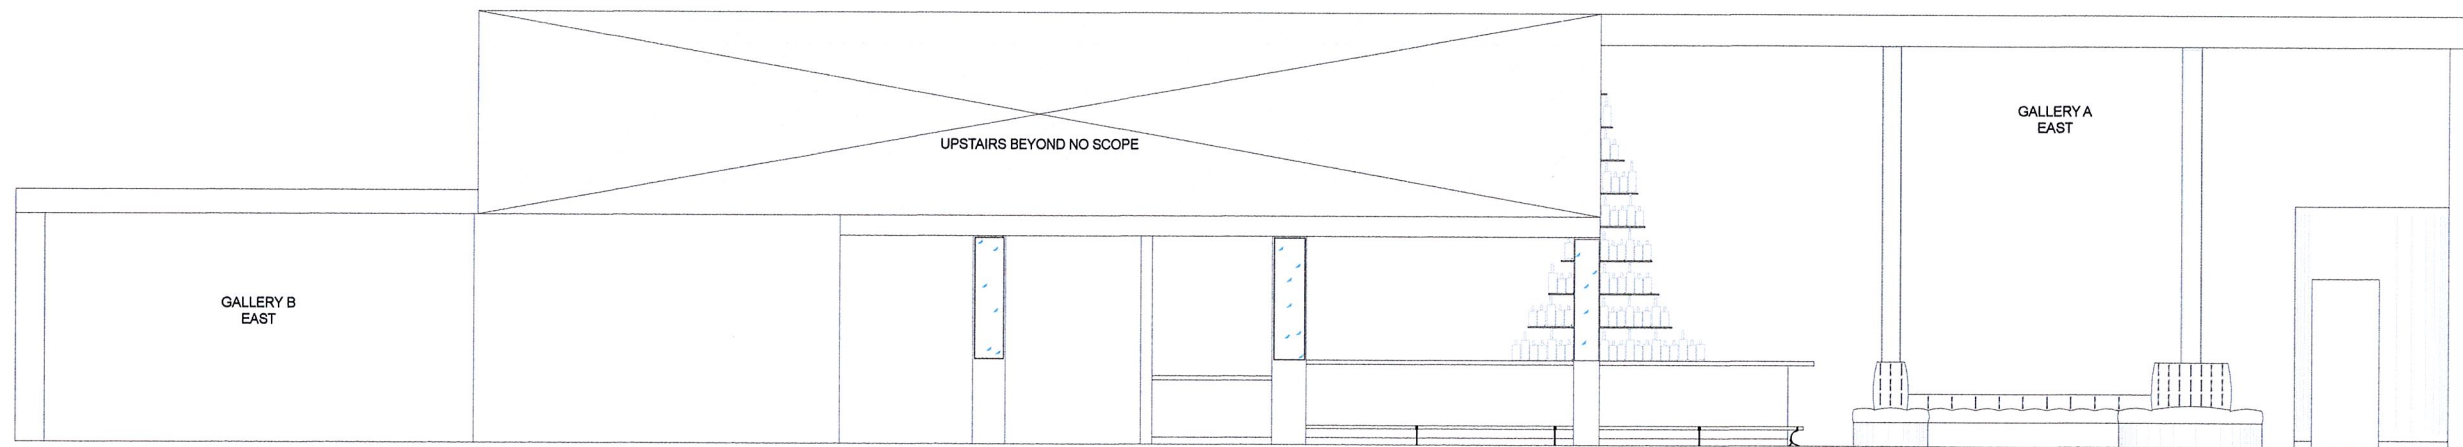 UPSTAIRS BEYOND NO SCOPE
GALLERY A
EAST
GALLERY B
EAST